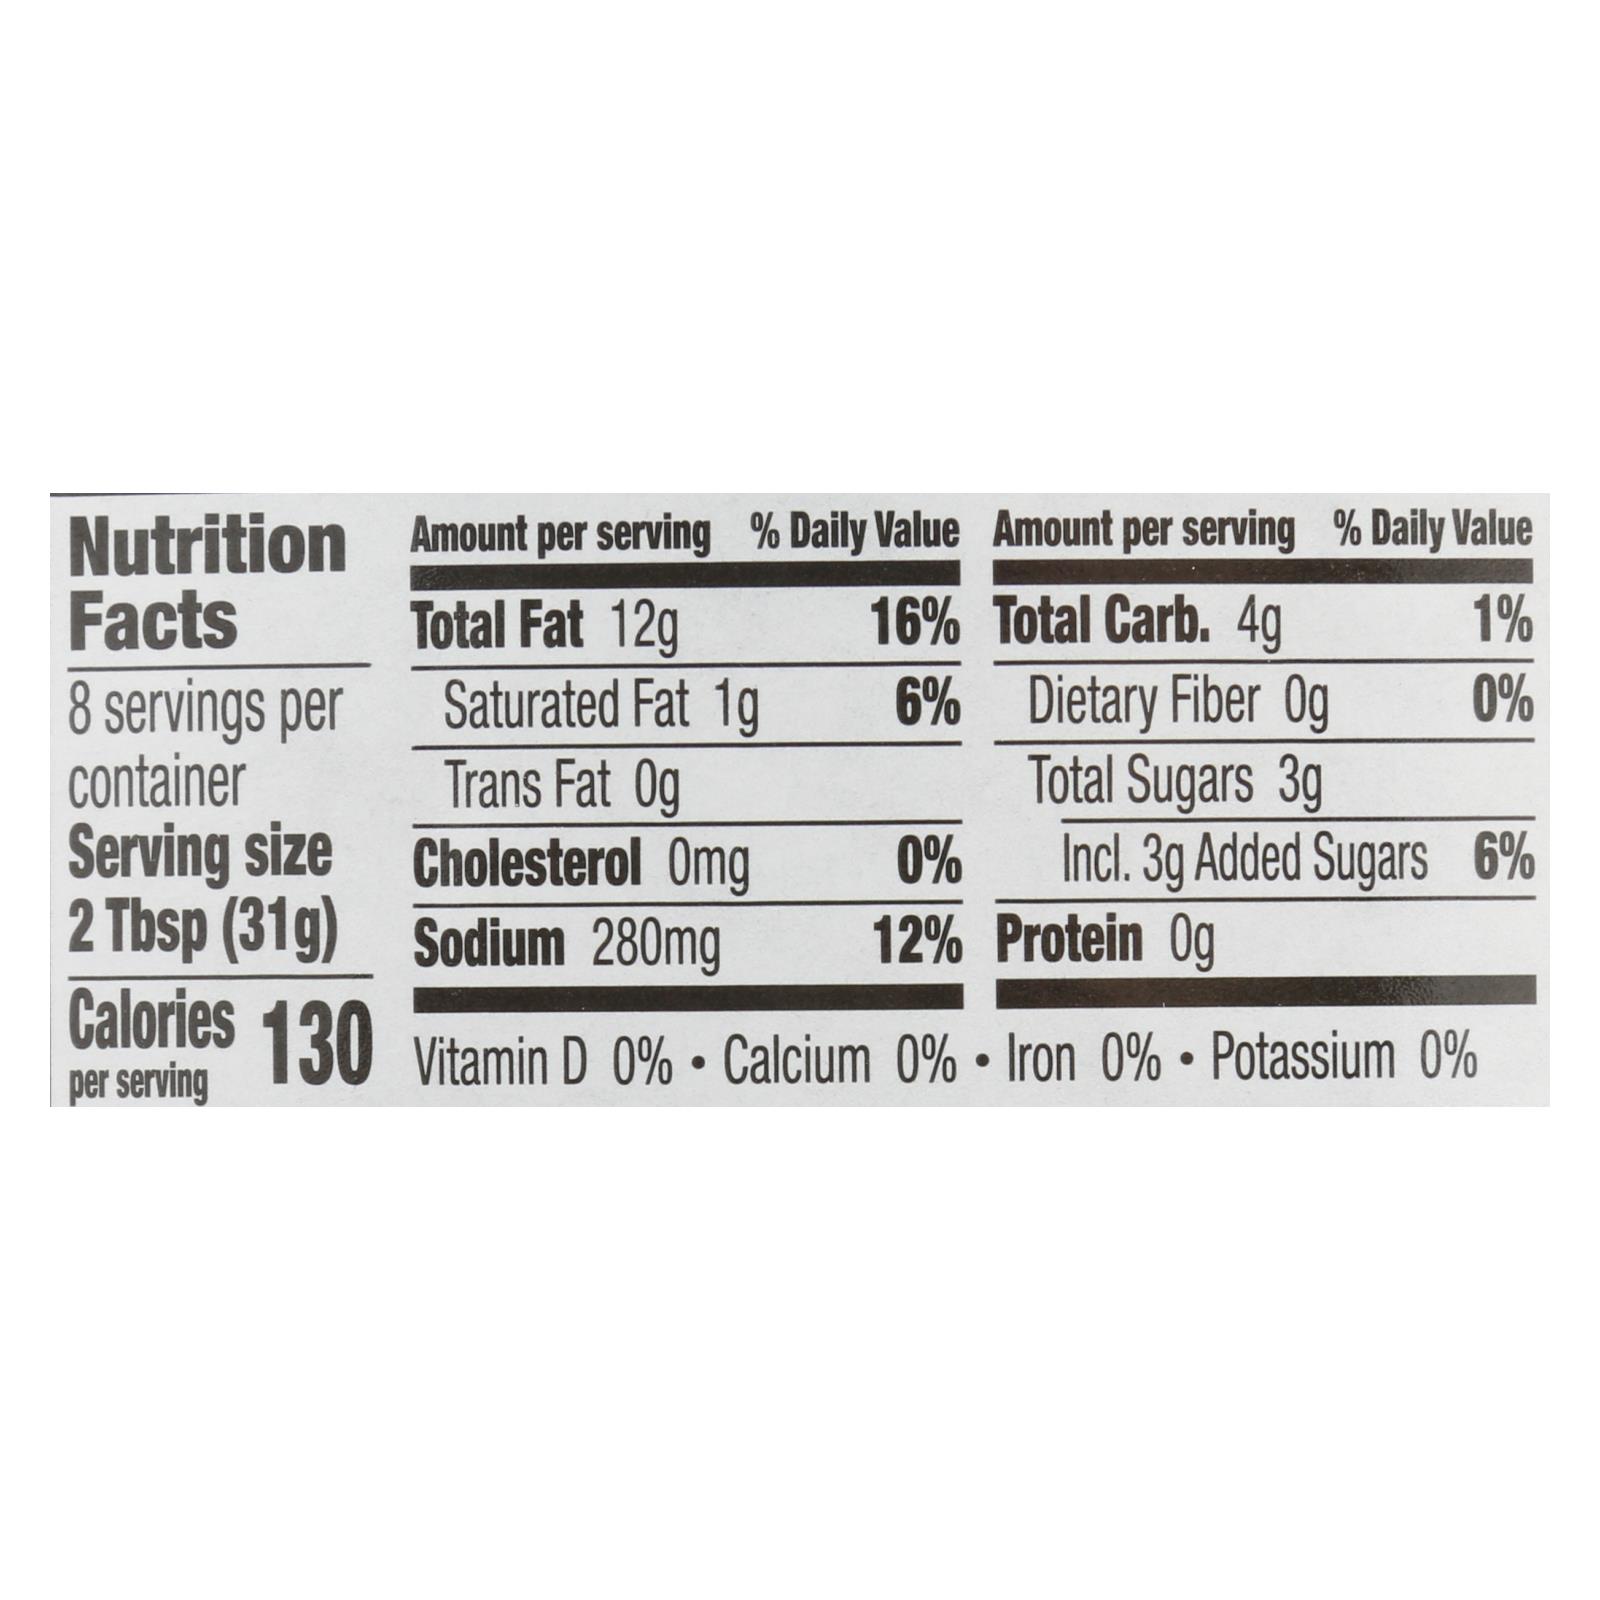 Nutrition
Facts
8 servings per
container
Serving size
2 Tbsp (31g)
Calories 130
per serving
Amount per serving % Daily Value
Total Fat 12g 16%
Saturated Fat 1g 6%
Trans Fat 0g
Cholesterol 0mg 0%
Sodium 280mg 12%
Amount per serving % Daily Value
Total Carb. 4g 1%
Dietary Fiber 0g 0%
Total Sugars 3g
Incl. 3g Added Sugars 6%
Protein 0g
Vitamin D 0% • Calcium 0% • Iron 0% • Potassium 0%